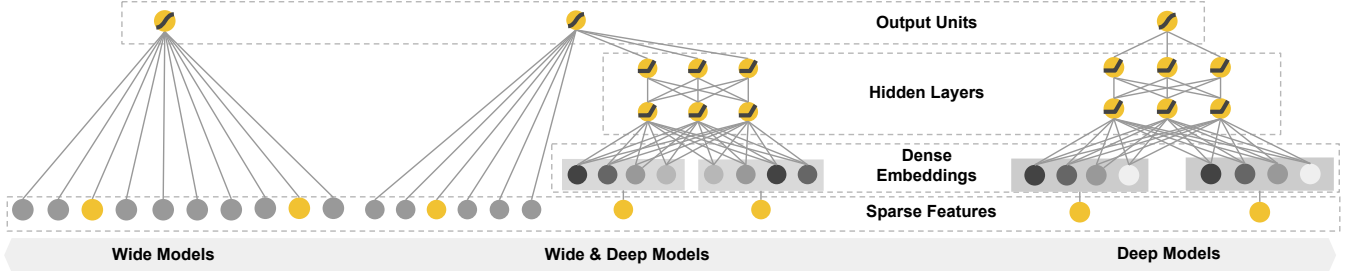 Output Units
Hidden Layers
Dense
Embeddings
Sparse Features
Wide Models
Wide & Deep Models
Deep Models